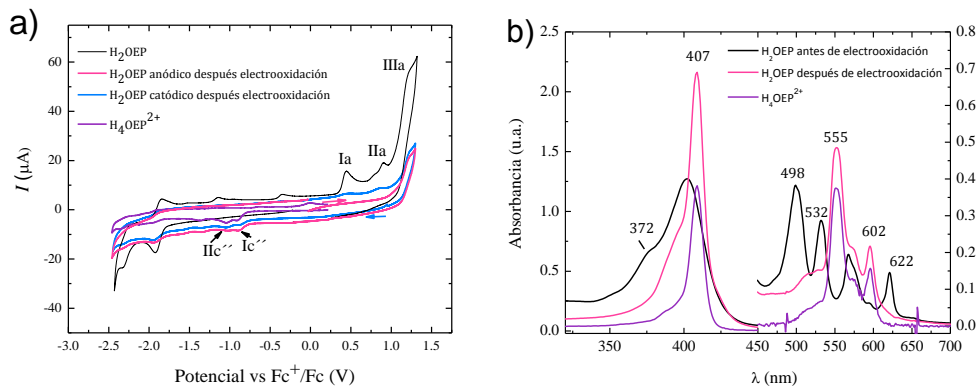 a)
H₂OEP
H₂OEP anódico después electrooxidación
H₂OEP catódico después electrooxidación
H₄OEP²⁺
IIIa
Ia
IIa
IIc´´
Ic´´
60
40
20
0
-20
-40
I (μA)
-3.0 -2.5 -2.0 -1.5 -1.0 -0.5 0.0 0.5 1.0 1.5
Potencial vs Fc⁺/Fc (V)
b)
H₂OEP antes de electrooxidación
H₂OEP después de electrooxidación
H₄OEP²⁺
407
372
498
532
555
602
622
2.5
2.0
1.5
1.0
0.5
0.0
Absorbancia (u.a.)
0.8
0.7
0.6
0.5
0.4
0.3
0.2
0.1
0.0
350 400 450 500 550 600 650 700
λ (nm)